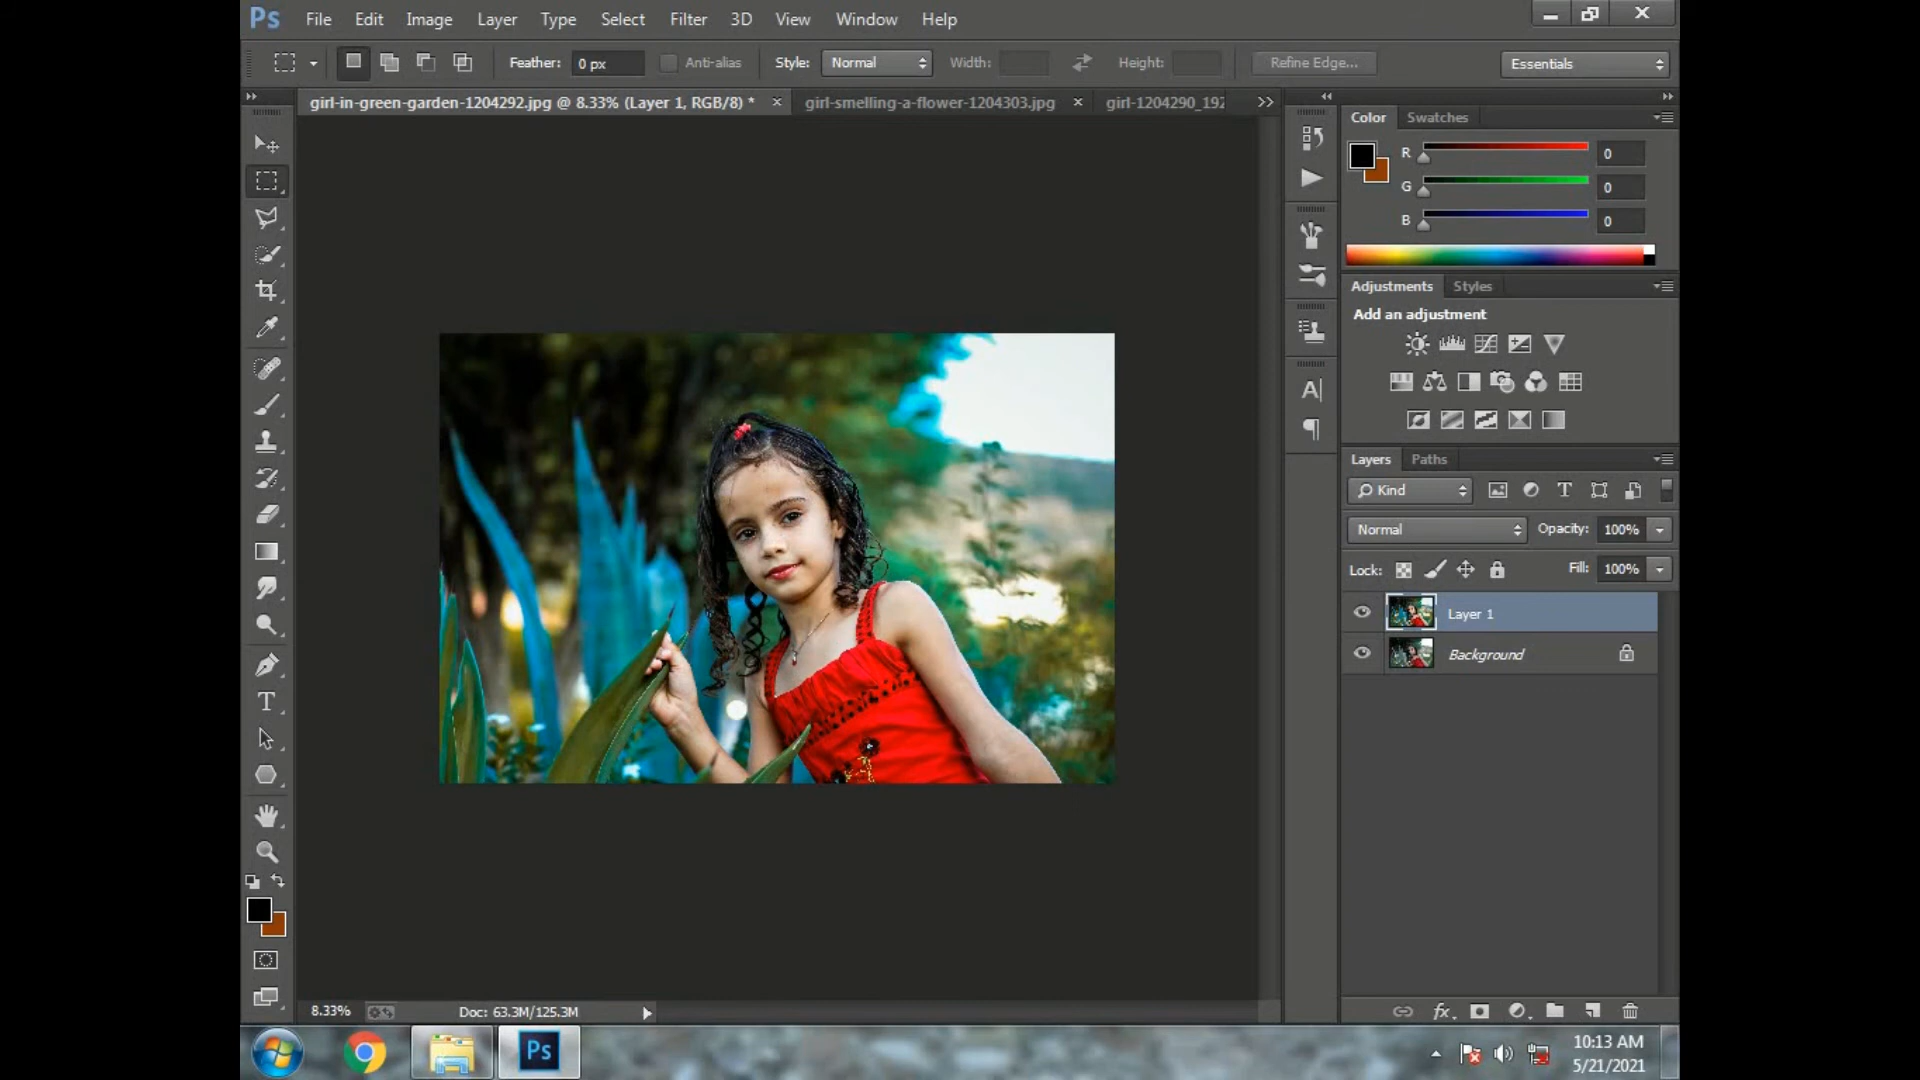 Ps File Edit Image Layer Type Select Filter 3D View Window Help
Feather: 0 px Anti-alias Style: Normal Width: Height: Refine Edge... Essentials
girl-in-green-garden-1204292.jpg @ 8.33% (Layer 1, RGB/8) * girl-smelling-a-flower-1204303.jpg girl-1204290_192
Color Swatches
R 0
G 0
B 0
Adjustments Styles
Add an adjustment
Layers Paths
Kind
Normal Opacity: 100%
Lock: Fill: 100%
Layer 1
Background
8.33% Doc: 63.3M/125.3M
fx
Ps
10:13 AM
5/21/2021